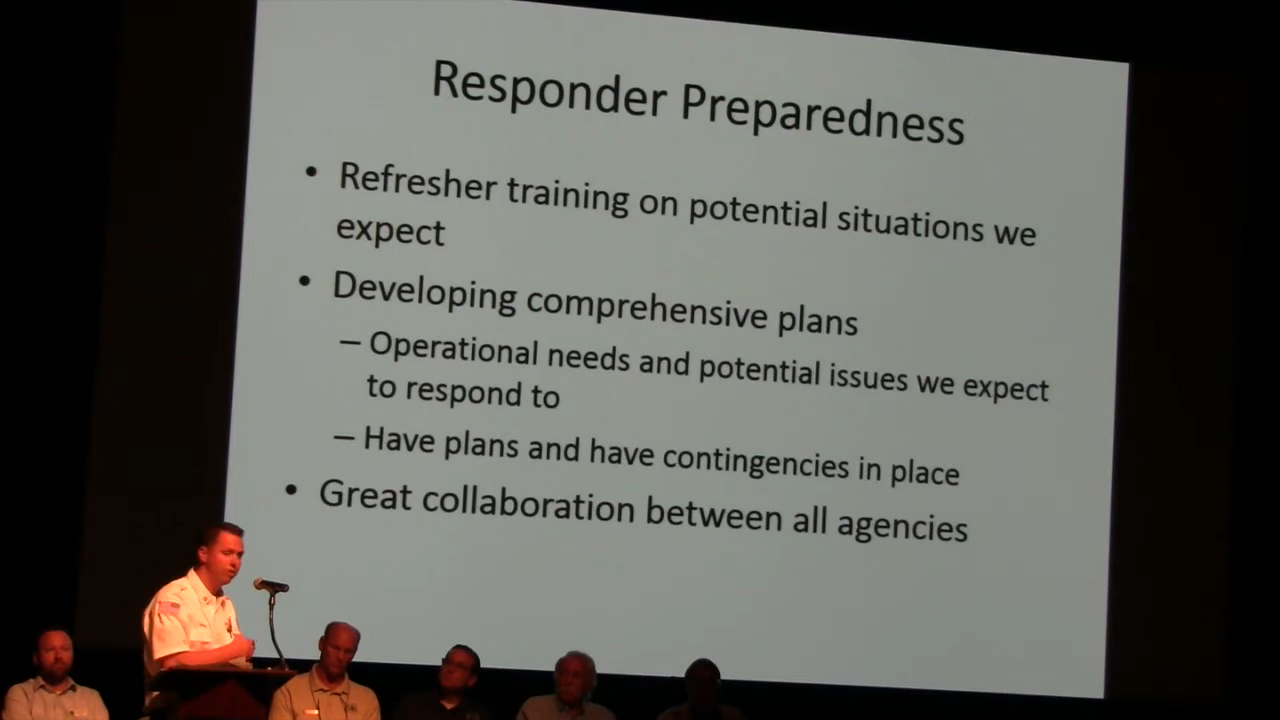 Responder Preparedness
• Refresher training on potential situations we
expect
• Developing comprehensive plans
– Operational needs and potential issues we expect
to respond to
– Have plans and have contingencies in place
• Great collaboration between all agencies